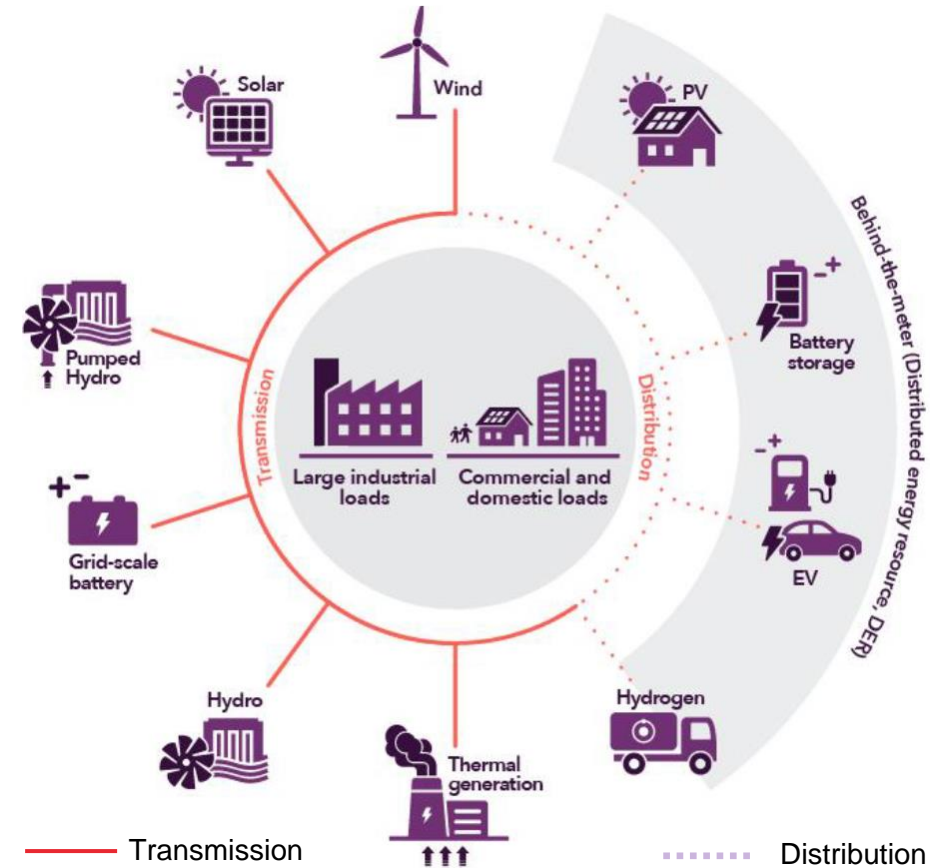 Wind
Solar
PV
Behind-the-meter (Distributed energy resource, DER)
Pumped
Hydro
Battery
storage
Transmission
Distribution
Large industrial
loads
Commercial and
domestic loads
+-
Grid-scale
battery
-+
-+
EV
Hydro
Hydrogen
Thermal
generation
Transmission
Distribution